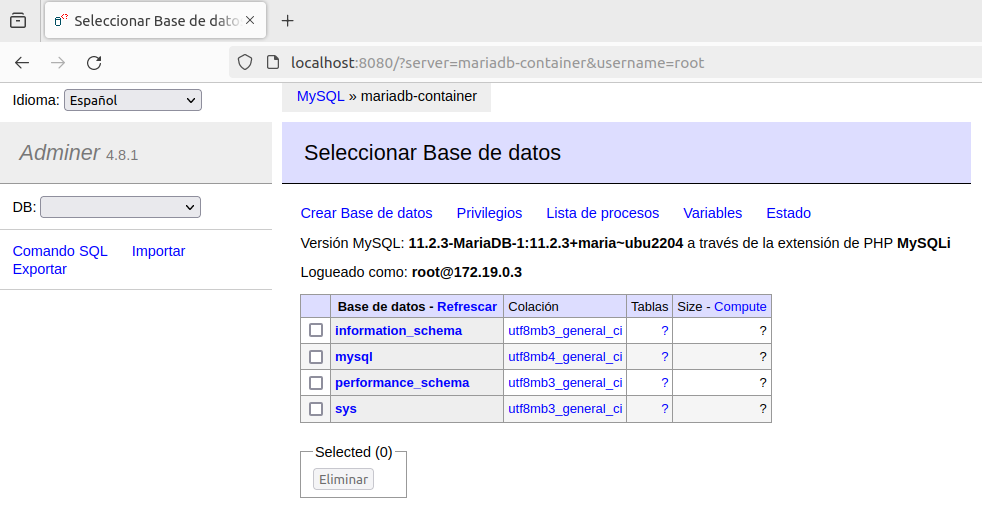 Seleccionar Base de dato
localhost:8080/?server=mariadb-container&username=root
Idioma: Español
MySQL » mariadb-container
Adminer 4.8.1
Seleccionar Base de datos
DB:
Crear Base de datos Privilegios Lista de procesos Variables Estado
Comando SQL Importar
Exportar
Versión MySQL: 11.2.3-MariaDB-1:11.2.3+maria~ubu2204 a través de la extensión de PHP MySQLi
Logueado como: root@172.19.0.3
Base de datos - Refrescar Colación Tablas Size - Compute
information_schema utf8mb3_general_ci ? ?
mysql utf8mb4_general_ci ? ?
performance_schema utf8mb3_general_ci ? ?
sys utf8mb3_general_ci ? ?
Selected (0)
Eliminar